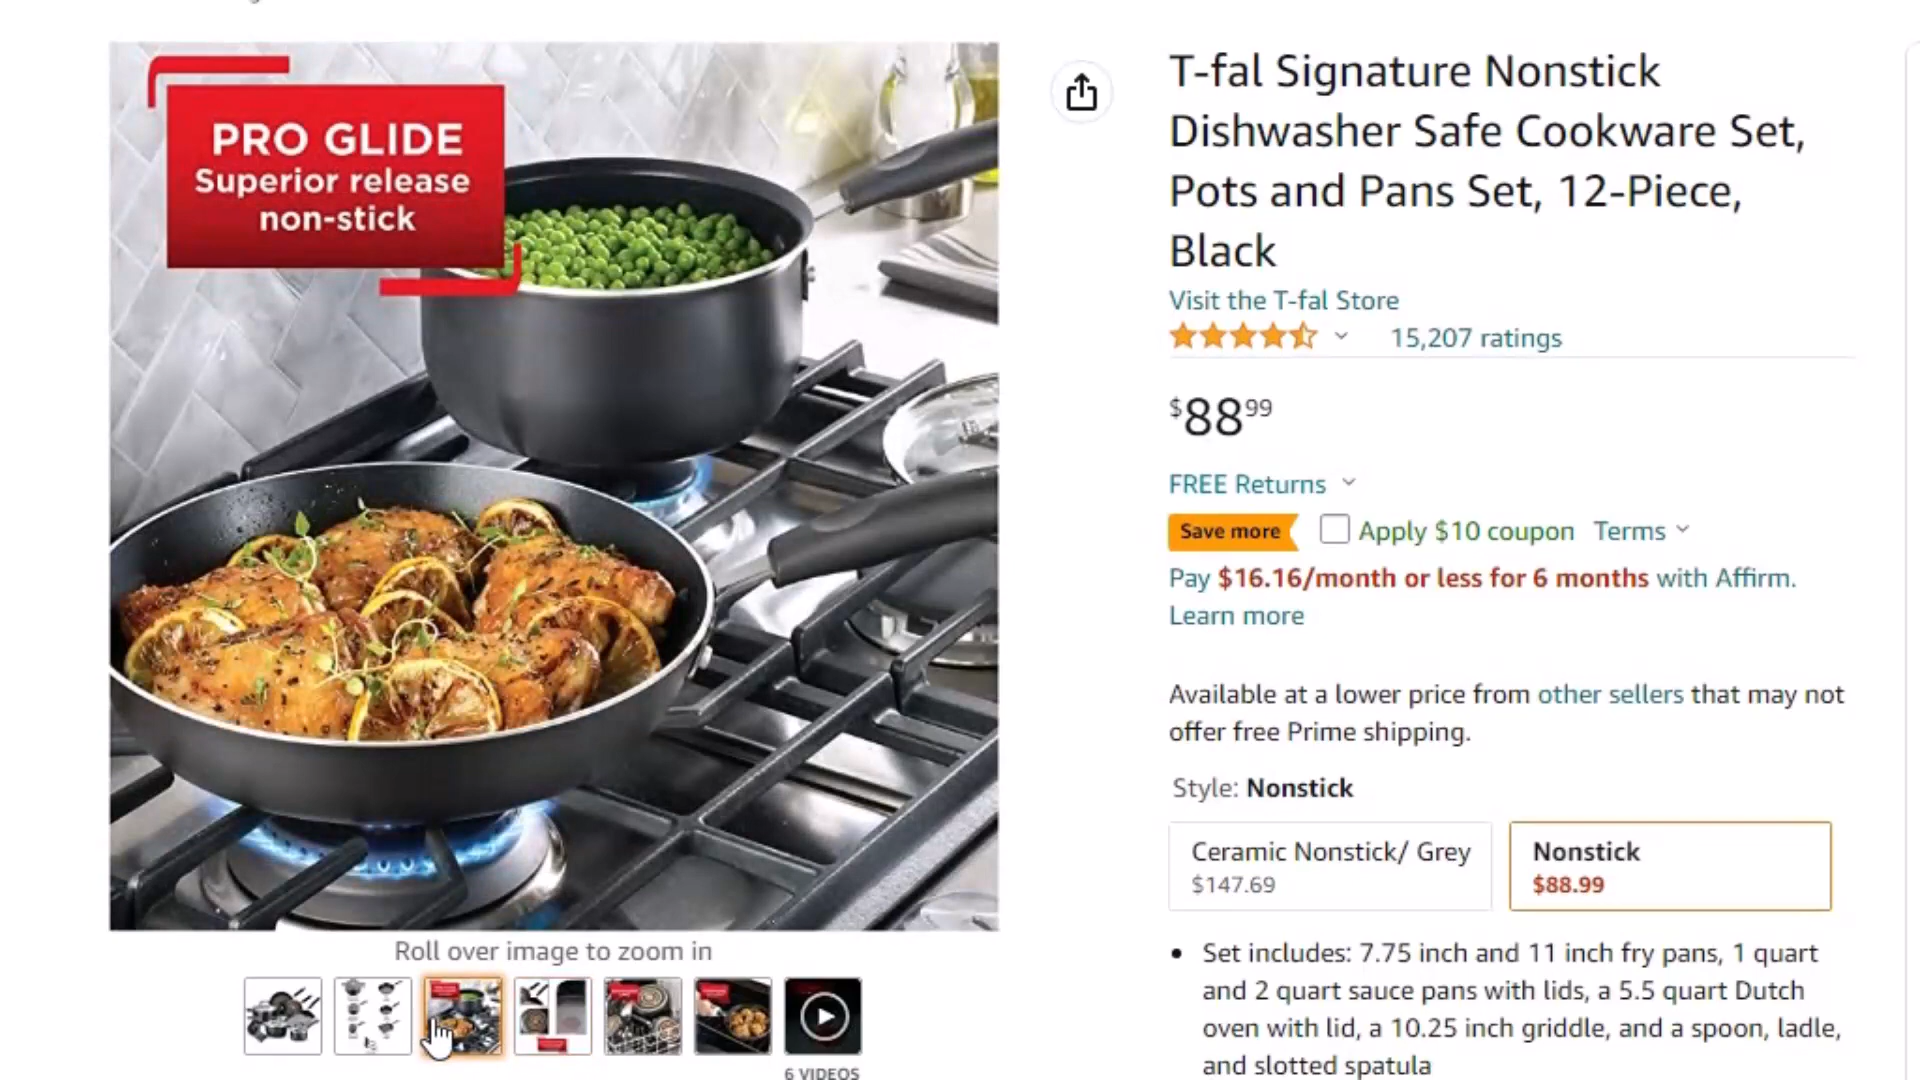 PRO GLIDE
Superior release
non-stick
Roll over image to zoom in
6 VIDEOS
T-fal Signature Nonstick
Dishwasher Safe Cookware Set,
Pots and Pans Set, 12-Piece,
Black
Visit the T-fal Store
15,207 ratings
$88.99
FREE Returns
Save more Apply $10 coupon Terms
Pay $16.16/month or less for 6 months with Affirm.
Learn more
Available at a lower price from other sellers that may not
offer free Prime shipping.
Style: Nonstick
Ceramic Nonstick/ Grey
$147.69
Nonstick
$88.99
Set includes: 7.75 inch and 11 inch fry pans, 1 quart
and 2 quart sauce pans with lids, a 5.5 quart Dutch
oven with lid, a 10.25 inch griddle, and a spoon, ladle,
and slotted spatula